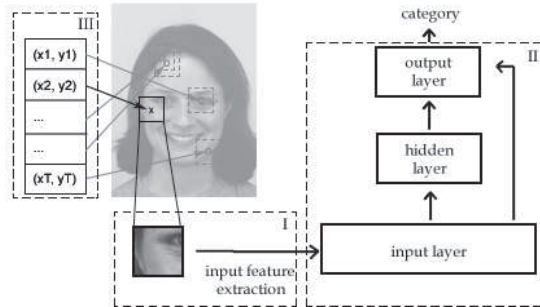 III
(x1, y1)
(x2, y2)
...
...
(xT, yT)
x
I
input feature
extraction
category
II
output
layer
hidden
layer
input layer